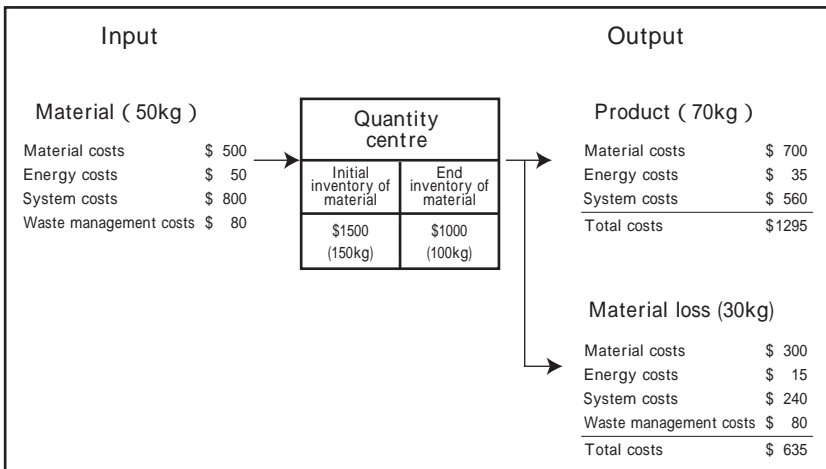 Input
Output
Material ( 50kg )
Material costs $ 500
Energy costs $ 50
System costs $ 800
Waste management costs $ 80
Quantity
centre
Initial
inventory of
material
End
inventory of
material
$1500
(150kg)
$1000
(100kg)
Product ( 70kg )
Material costs $ 700
Energy costs $ 35
System costs $ 560
Total costs $1295
Material loss (30kg)
Material costs $ 300
Energy costs $ 15
System costs $ 240
Waste management costs $ 80
Total costs $ 635